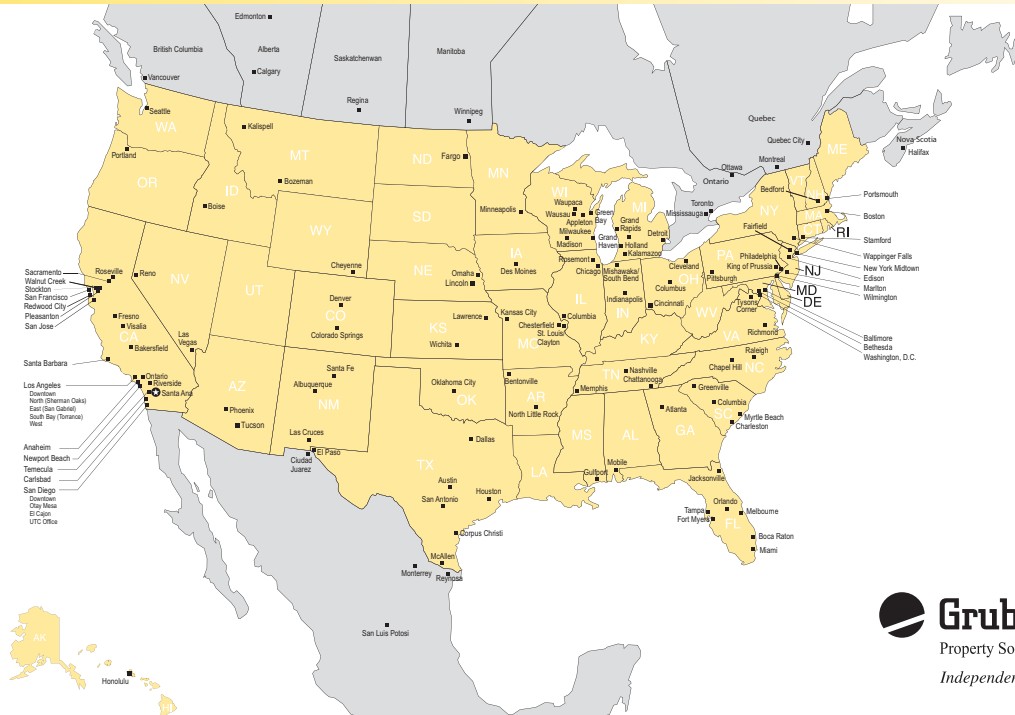 Edmonton
British Columbia
Alberta
Saskatchenwan
Manitoba
Vancouver
Calgary
Regina
Winnipeg
Quebec
Quebec City
Nova Scotia
Halifax
Montreal
Ottawa
Ontario
Toronto
Mississauga
Seattle
WA
Kalispell
MT
ND
Fargo
MN
ME
Portland
OR
ID
Bozeman
Boise
WY
SD
Minneapolis
WI
Waupaca
Wausau
Appleton
Green
Bay
Milwaukee
Madison
MI
Grand
Rapids
Grand
Haven
Holland
Kalamazoo
Detroit
VT
NH
Bedford
NY
MA
CT
RI
Fairfield
Portsmouth
Boston
Stamford
Wappinger Falls
New York Midtown
Edison
Marlton
Wilmington
Baltimore
Bethesda
Washington, D.C.
Sacramento
Walnut Creek
Stockton
San Francisco
Redwood City
Pleasanton
San Jose
Roseville
Reno
NV
UT
Cheyenne
NE
Omaha
Lincoln
IA
Des Moines
Rosemont
Chicago
Mishawaka/
South Bend
IL
IN
Indianapolis
OH
Cleveland
Columbus
Cincinnati
PA
Philadelphia
King of Prussia
Pittsburgh
NJ
MD
DE
Tysons
Corner
WV
VA
Richmond
Fresno
Visalia
CA
Bakersfield
Las
Vegas
Denver
CO
Colorado Springs
Lawrence
KS
Wichita
Kansas City
Columbia
Chesterfield
St. Louis
Clayton
MO
KY
Raleigh
Chapel Hill
NC
Nashville
TN
Chattanooga
Memphis
Santa Barbara
Ontario
Riverside
Santa Ana
Los Angeles
Downtown
North (Sherman Oaks)
East (San Gabriel)
South Bay (Torrance)
West
Anaheim
Newport Beach
Temecula
Carlsbad
San Diego
Downtown
Otay Mesa
El Cajon
UTC Office
AZ
Phoenix
Tucson
Santa Fe
Albuquerque
NM
Las Cruces
El Paso
Ciudad
Juarez
Oklahoma City
OK
Bentonville
AR
North Little Rock
Greenville
Columbia
SC
Myrtle Beach
Charleston
Atlanta
GA
MS
AL
Dallas
TX
LA
Gulfport
Mobile
Jacksonville
Austin
San Antonio
Houston
Corpus Christi
McAllen
Monterrey
Reynosa
San Luis Potosi
Orlando
Tampa
Melbourne
Fort Myers
FL
Boca Raton
Miami
AK
Honolulu
HI
Grub
Property So
Independen